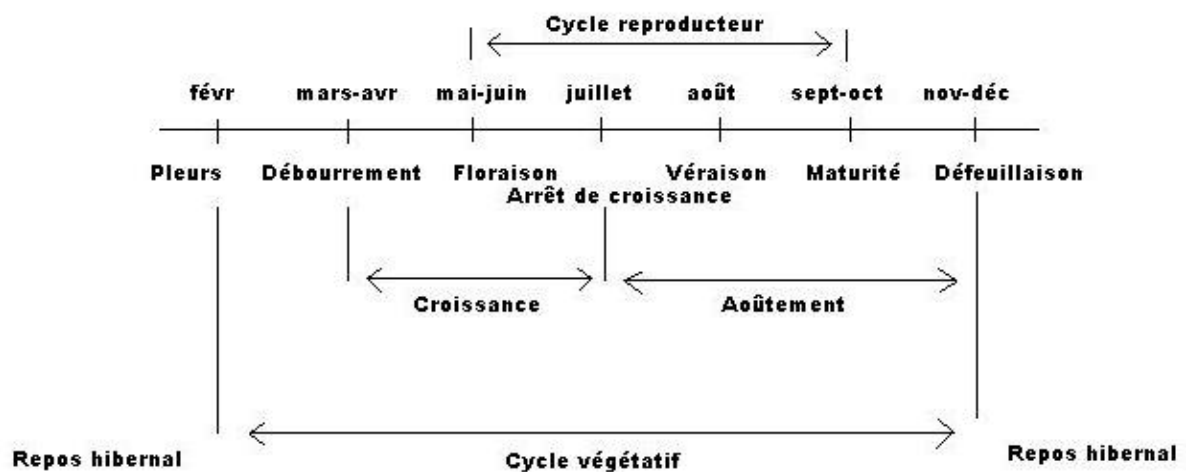 Cycle reproducteur
févr mars-avr mai-juin juillet août sept-oct nov-déc
Pleurs Débourrement Floraison Véraison Maturité Défeuillaison
Arrêt de croissance
Croissance Aoûtement
Repos hibernal Cycle végétatif Repos hibernal